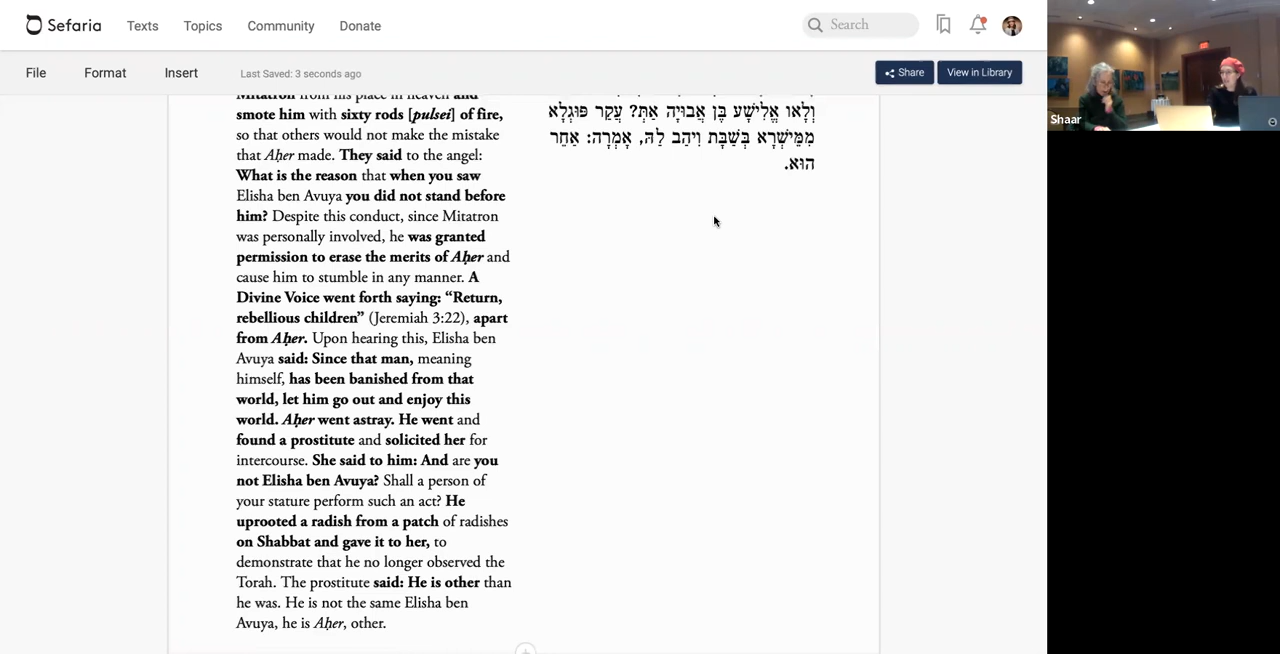 Sefaria
Texts
Topics
Community
Donate
Search
File
Format
Insert
Last Saved: 3 seconds ago
Share
View in Library
Mitatron from his place in heaven and
smote him with sixty rods [pulsei] of fire,
so that others would not make the mistake
that Aḥer made. They said to the angel:
What is the reason that when you saw
Elisha ben Avuya you did not stand before
him? Despite this conduct, since Mitatron
was personally involved, he was granted
permission to erase the merits of Aḥer and
cause him to stumble in any manner. A
Divine Voice went forth saying: “Return,
rebellious children” (Jeremiah 3:22), apart
from Aḥer. Upon hearing this, Elisha ben
Avuya said: Since that man, meaning
himself, has been banished from that
world, let him go out and enjoy this
world. Aḥer went astray. He went and
found a prostitute and solicited her for
intercourse. She said to him: And are you
not Elisha ben Avuya? Shall a person of
your stature perform such an act? He
uprooted a radish from a patch of radishes
on Shabbat and gave it to her, to
demonstrate that he no longer observed the
Torah. The prostitute said: He is other than
he was. He is not the same Elisha ben
Avuya, he is Aḥer, other.
וְלָאו אֱלִישָׁע בֶּן אֲבוּיָה אַתְּ? עֲקַר פּוּגְלָא
מִמֵּישְׁרָא בְּשַׁבָּת וִיהַב לַהּ, אָמְרָה: אַחֵר
הוּא.
Shaar